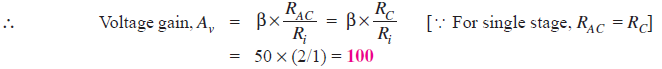 ∴ Voltage gain, A_v = β × R_AC / R_i = β × R_C / R_i [∵ For single stage, R_AC = R_C]
= 50 × (2/1) = 100